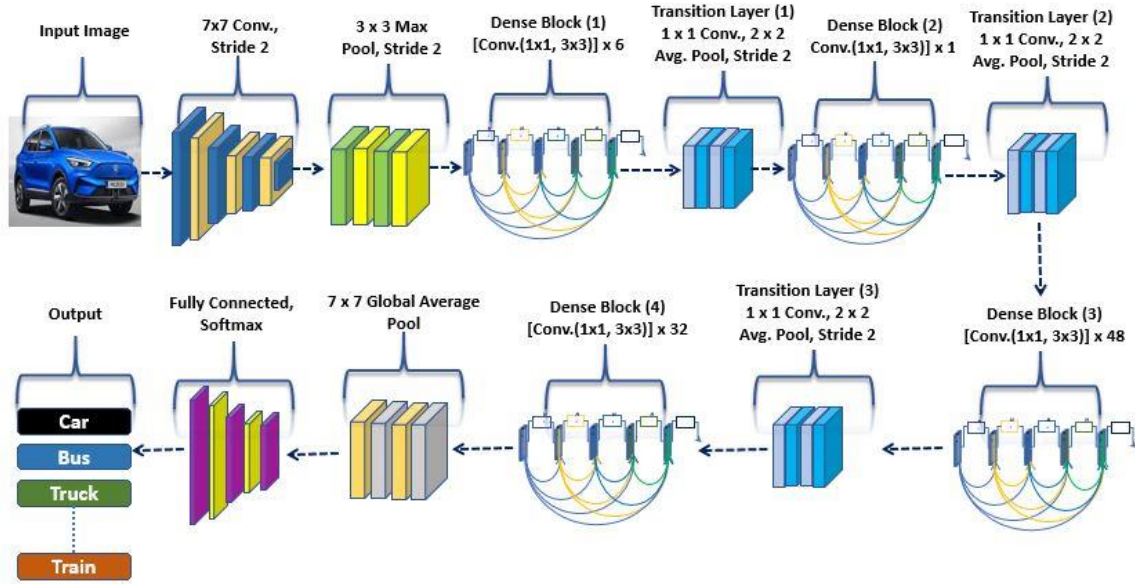 Input Image
7x7 Conv.,
Stride 2
3 x 3 Max
Pool, Stride 2
Dense Block (1)
[Conv.(1x1, 3x3)] x 6
Transition Layer (1)
1 x 1 Conv., 2 x 2
Avg. Pool, Stride 2
Dense Block (2)
Conv.(1x1, 3x3)] x 1
Transition Layer (2)
1 x 1 Conv., 2 x 2
Avg. Pool, Stride 2
Output
Fully Connected,
Softmax
7 x 7 Global Average
Pool
Dense Block (4)
[Conv.(1x1, 3x3)] x 32
Transition Layer (3)
1 x 1 Conv., 2 x 2
Avg. Pool, Stride 2
Dense Block (3)
[Conv.(1x1, 3x3)] x 48
Car
Bus
Truck
Train